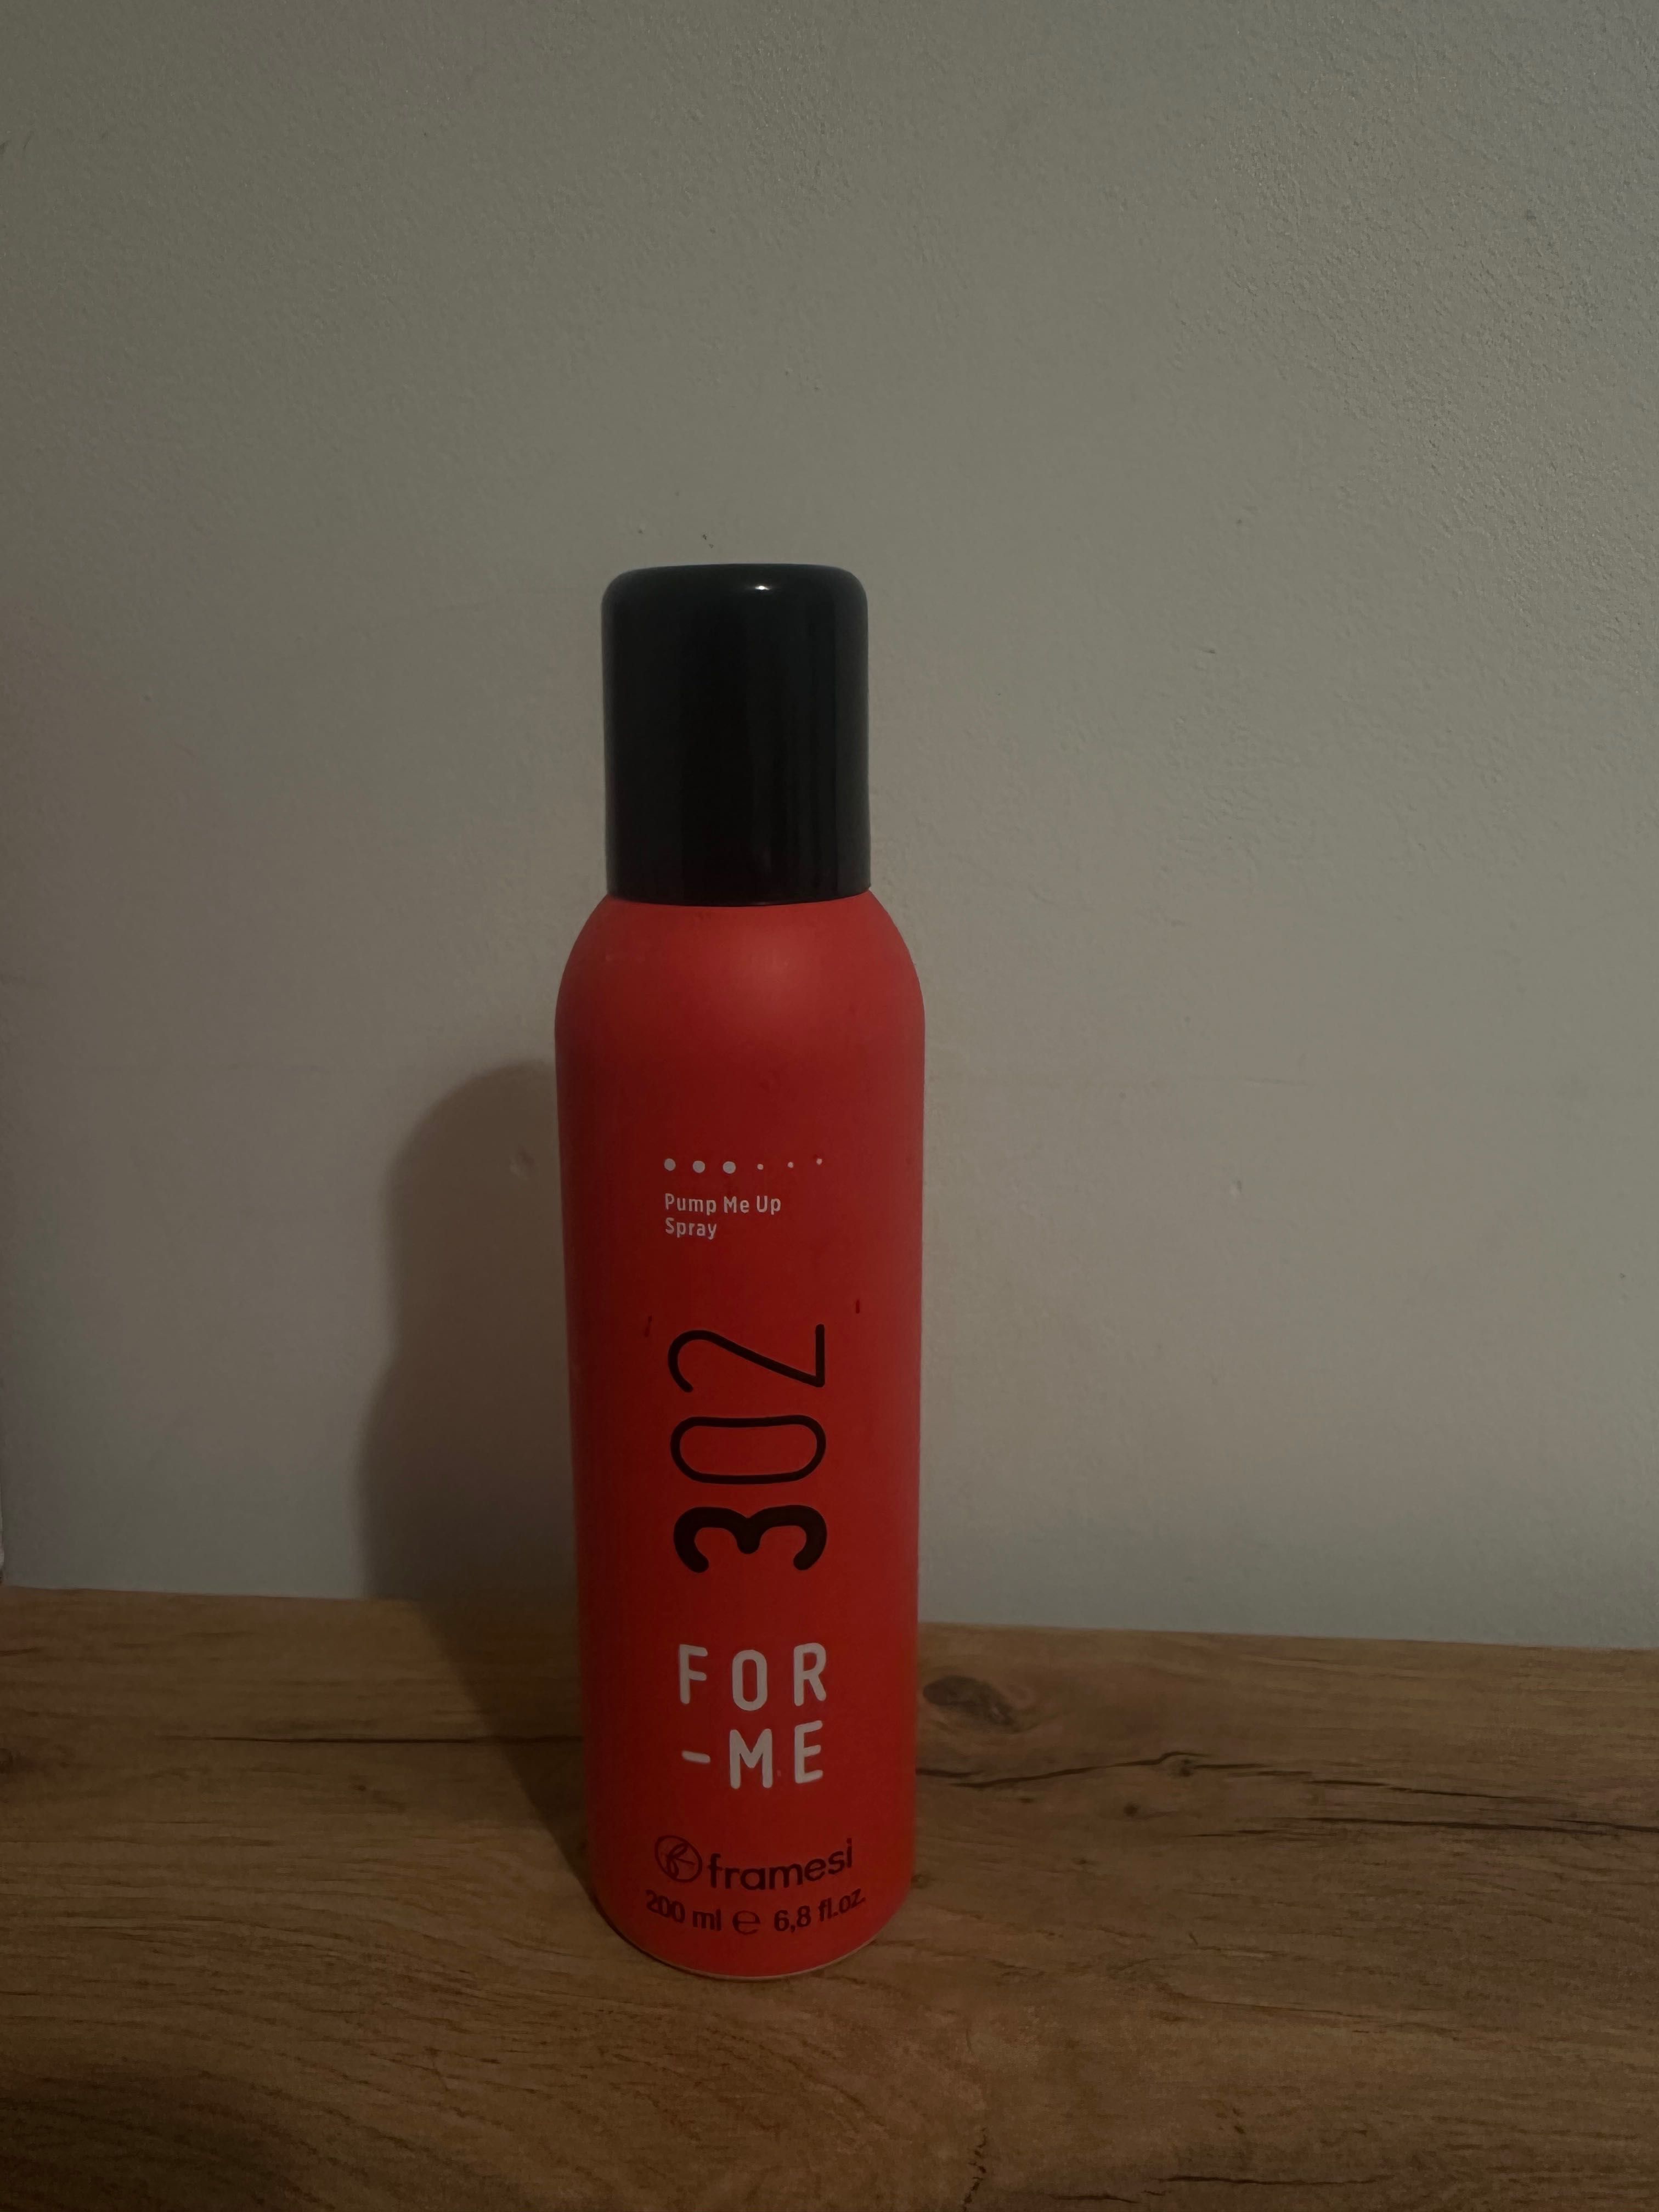 Pump Me Up
Spray
302
FOR
-ME
framesi
200 ml e 6,8 fl.oz.